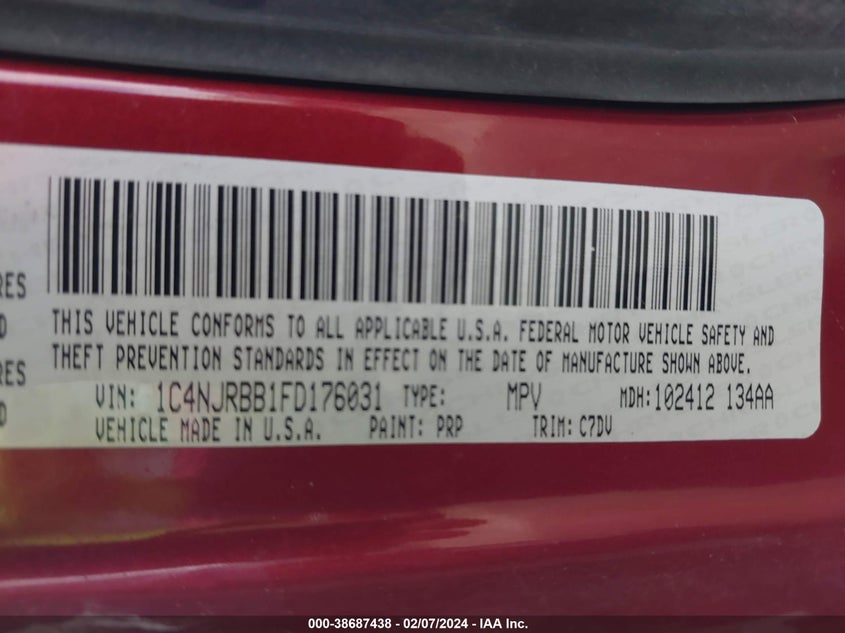 RES
D
RES
D
THIS VEHICLE CONFORMS TO ALL APPLICABLE U.S.A. FEDERAL MOTOR VEHICLE SAFETY AND
THEFT PREVENTION STANDARDS IN EFFECT ON THE DATE OF MANUFACTURE SHOWN ABOVE.
VIN: 1C4NJRBB1FD176031 TYPE: MPV MDH: 102412 134AA
VEHICLE MADE IN U.S.A. PAINT: PRP TRIM: C7DV
000-38687438 - 02/07/2024 - IAA Inc.